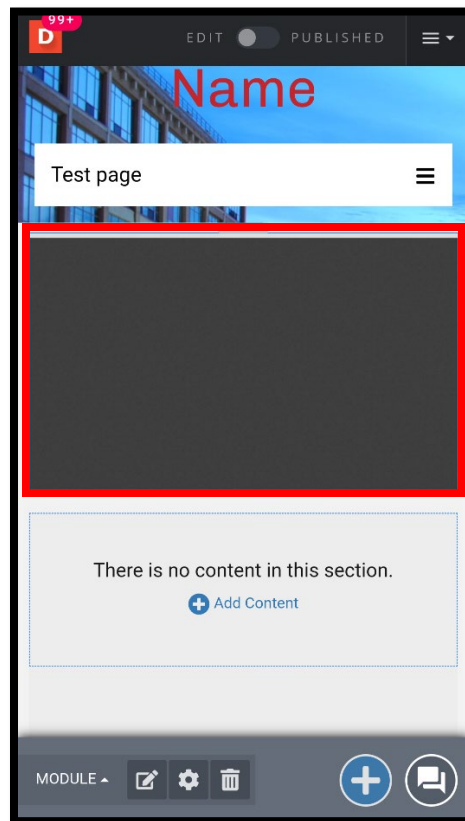 99+
D
EDIT PUBLISHED
Name
Test page
There is no content in this section.
Add Content
MODULE